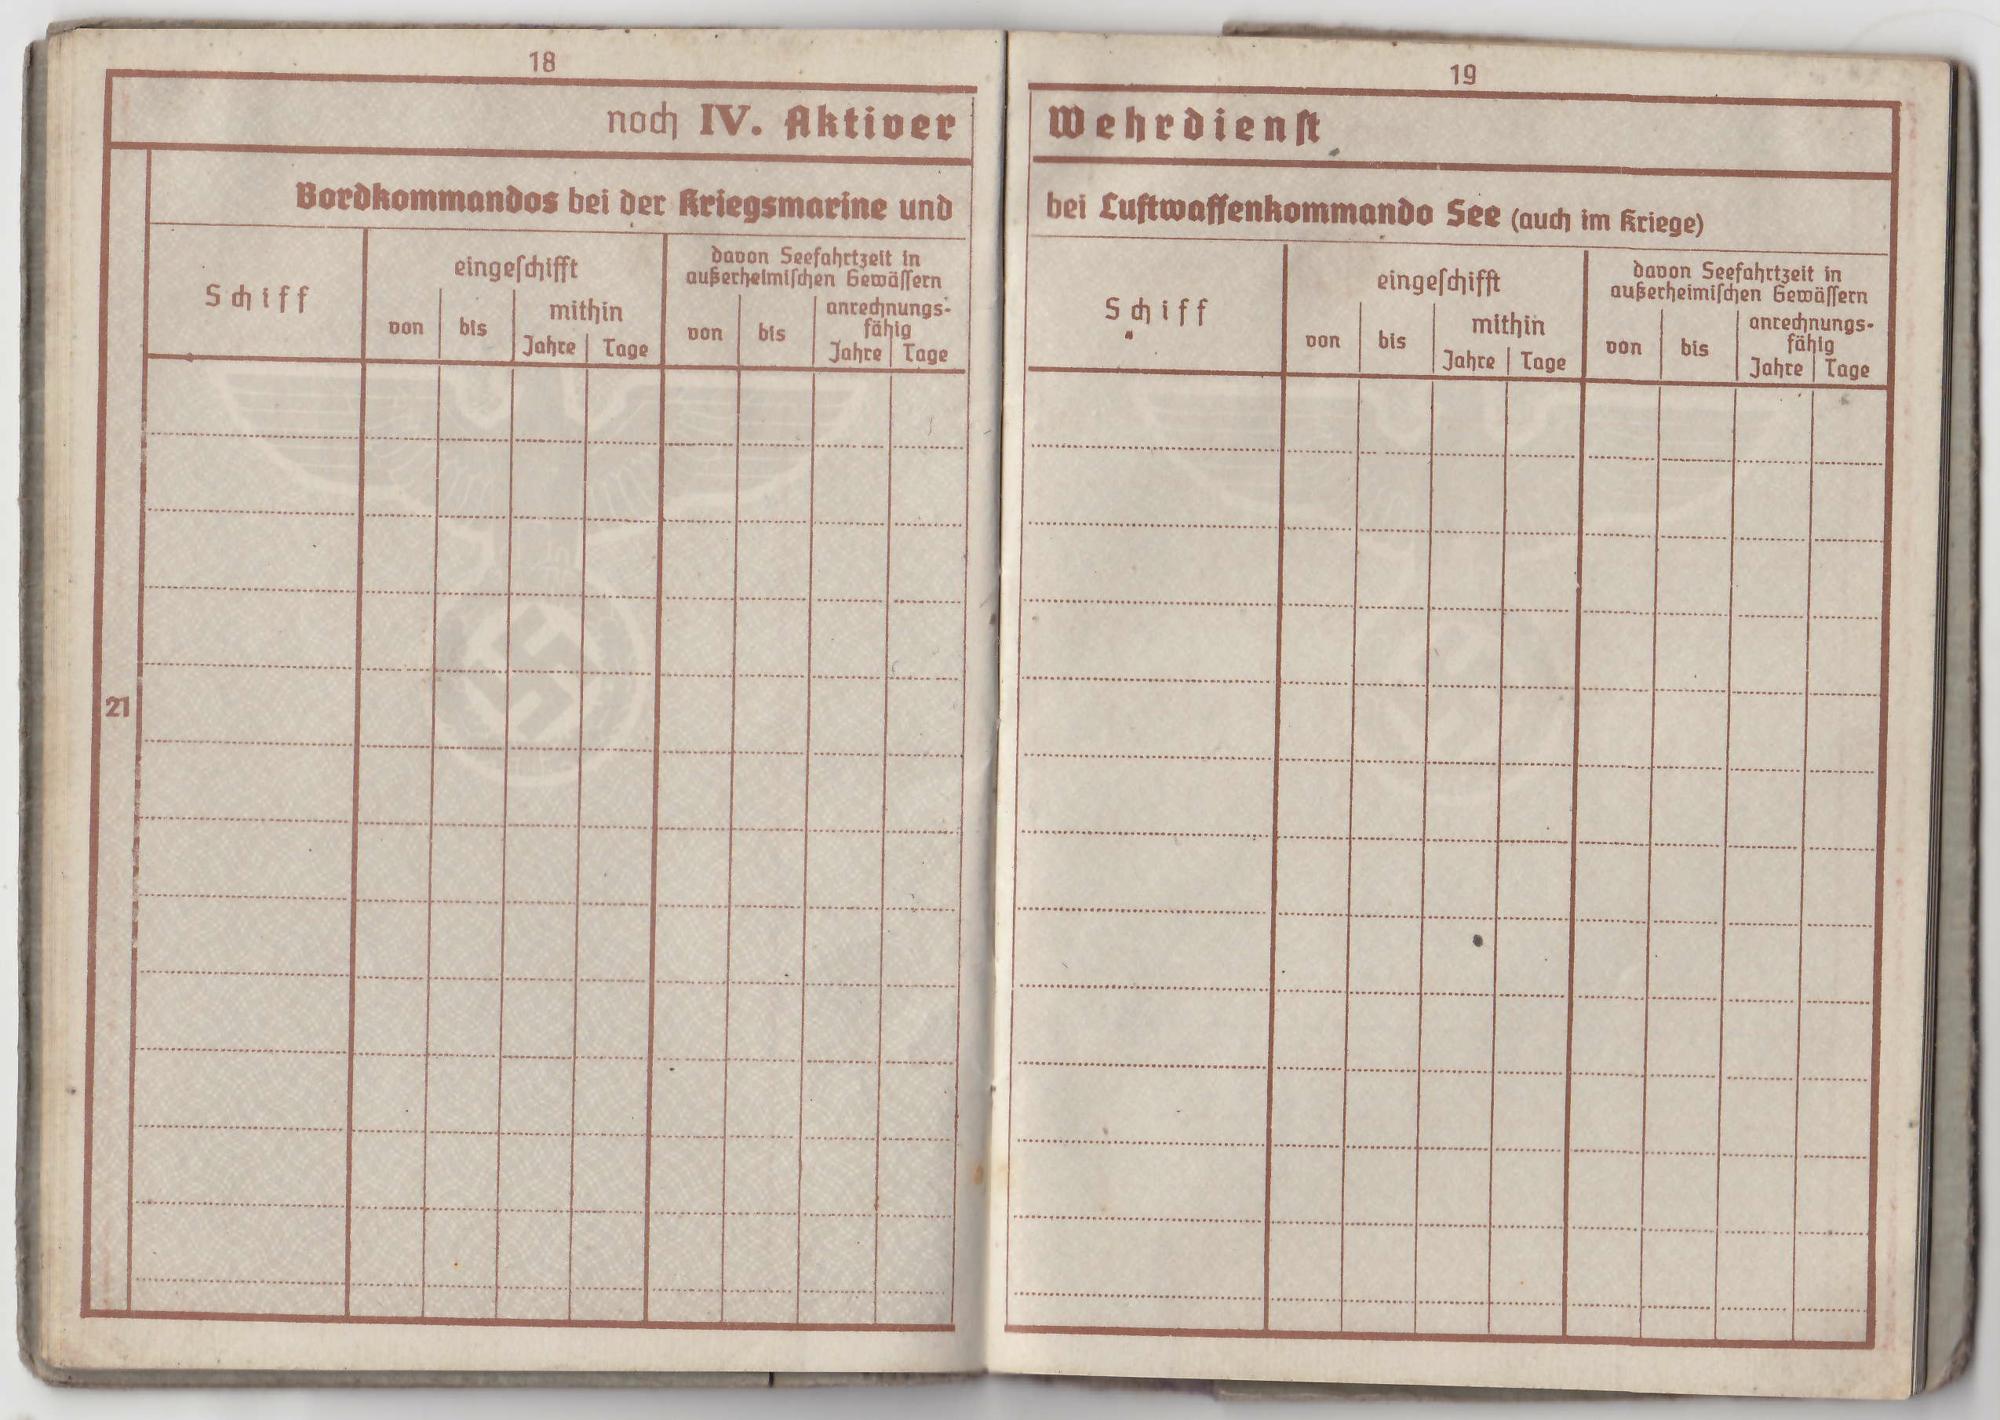 18
noch IV. Aktiver
Bordkommandos bei der Kriegsmarine und
Schiff
eingeschifft
von
bis
mithin
Jahre
Tage
davon Seefahrtzeit in
außerheimischen Gewässern
von
bis
anrechnungs-
fähig
Jahre
Tage
21
19
Wehrdienst
bei Luftwaffenkommando See (auch im Kriege)
Schiff
eingeschifft
von
bis
mithin
Jahre
Tage
davon Seefahrtzeit in
außerheimischen Gewässern
von
bis
anrechnungs-
fähig
Jahre
Tage